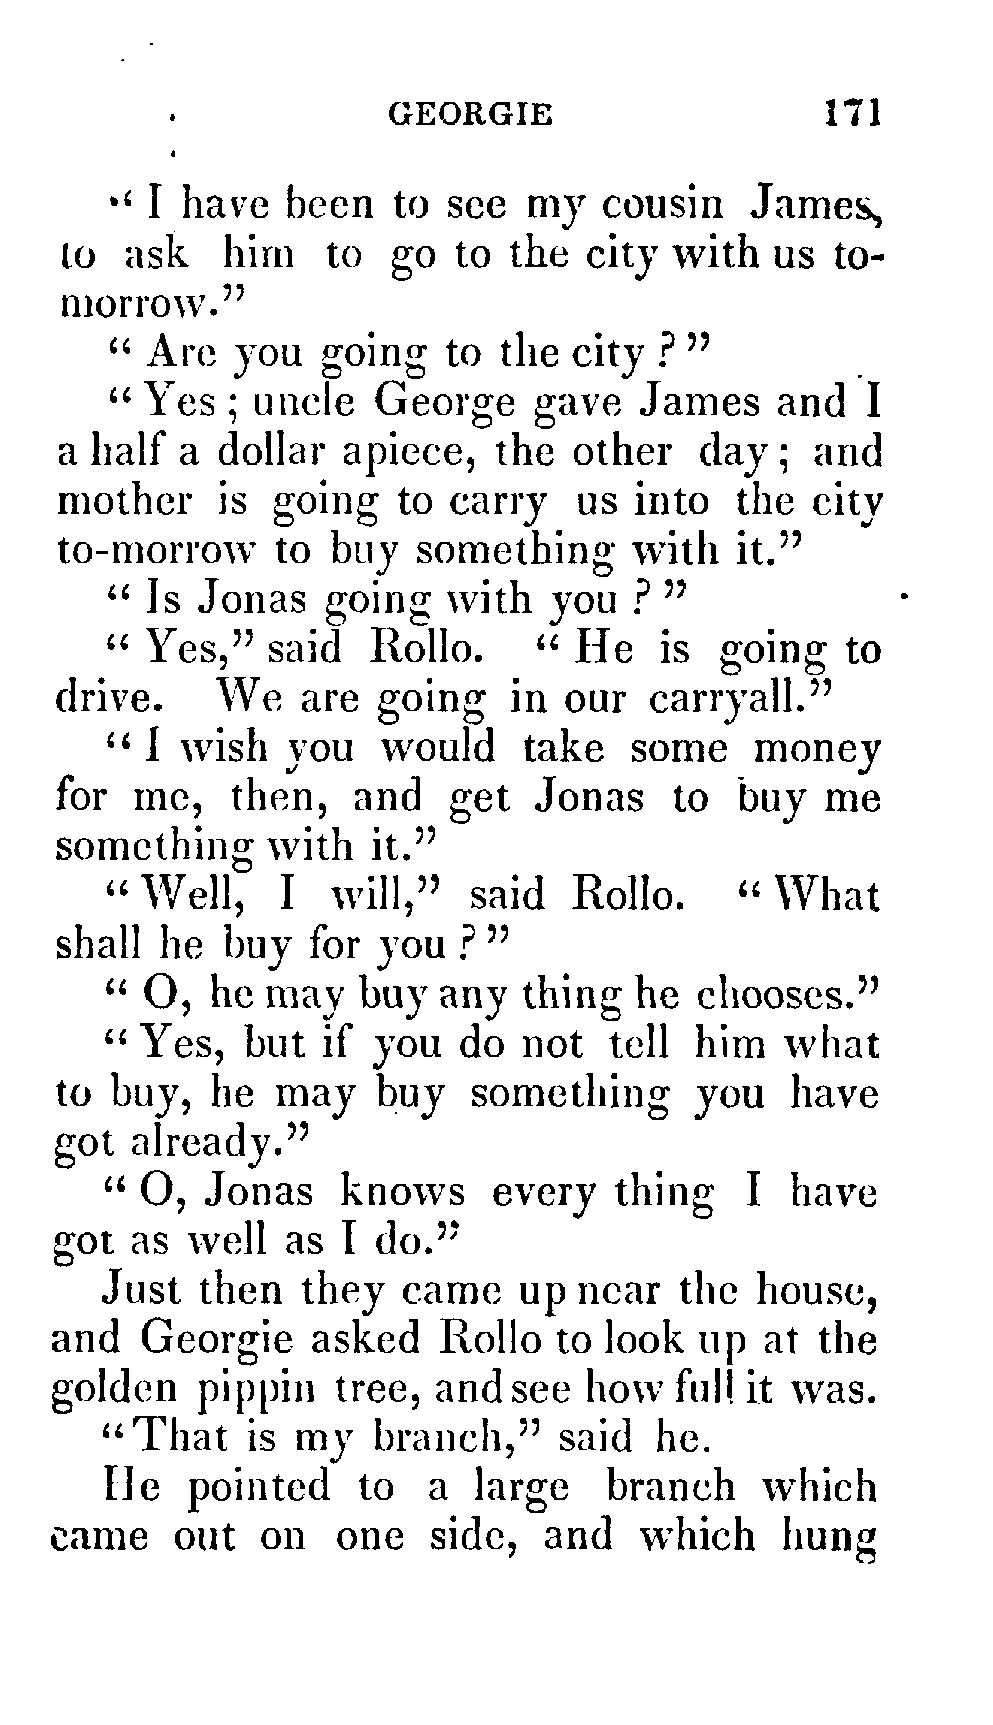 GEORGIE 171
“ I have been to see my cousin James,
to ask him to go to the city with us to-
morrow.”
“ Are you going to the city ? ”
“ Yes ; uncle George gave James and I
a half a dollar apiece, the other day ; and
mother is going to carry us into the city
to-morrow to buy something with it.”
“ Is Jonas going with you ? ”
“ Yes,” said Rollo. “ He is going to
drive. We are going in our carryall.”
“ I wish you would take some money
for me, then, and get Jonas to buy me
something with it.”
“ Well, I will,” said Rollo. “ What
shall he buy for you ? ”
“ O, he may buy any thing he chooses.”
“ Yes, but if you do not tell him what
to buy, he may buy something you have
got already.”
“ O, Jonas knows every thing I have
got as well as I do.”
Just then they came up near the house,
and Georgie asked Rollo to look up at the
golden pippin tree, and see how full it was.
“ That is my branch,” said he.
He pointed to a large branch which
came out on one side, and which hung